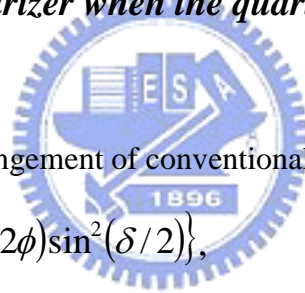 rizer when the quar
E S
ngement of conventional
1896
2ϕ)sin²(δ/2)},